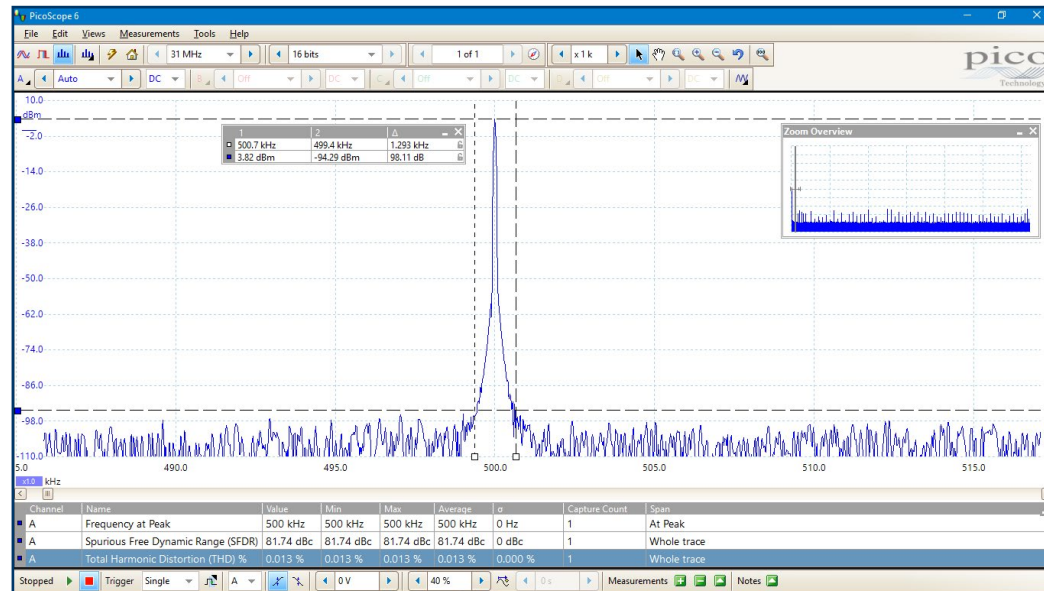 PicoScope 6
File Edit Views Measurements Tools Help
31 MHz 16 bits 1 of 1 x 1 k
pico
Technology
A Auto DC B Off DC C Off DC D Off DC
10.0
dBm
-2.0
-14.0
-26.0
-38.0
-50.0
-62.0
-74.0
-86.0
-98.0
-110.0
1 2 Δ
500.7 kHz 499.4 kHz 1.293 kHz
3.82 dBm -94.29 dBm 98.11 dB
Zoom Overview
5.0 490.0 495.0 500.0 505.0 510.0 515.0
x1.0 kHz
Channel Name Value Min Max Average σ Capture Count Span
A Frequency at Peak 500 kHz 500 kHz 500 kHz 500 kHz 0 Hz 1 At Peak
A Spurious Free Dynamic Range (SFDR) 81.74 dBc 81.74 dBc 81.74 dBc 81.74 dBc 0 dBc 1 Whole trace
A Total Harmonic Distortion (THD) % 0.013 % 0.013 % 0.013 % 0.013 % 0.000 % 1 Whole trace
Stopped Trigger Single A 0 V 40 % 0 s Measurements Notes